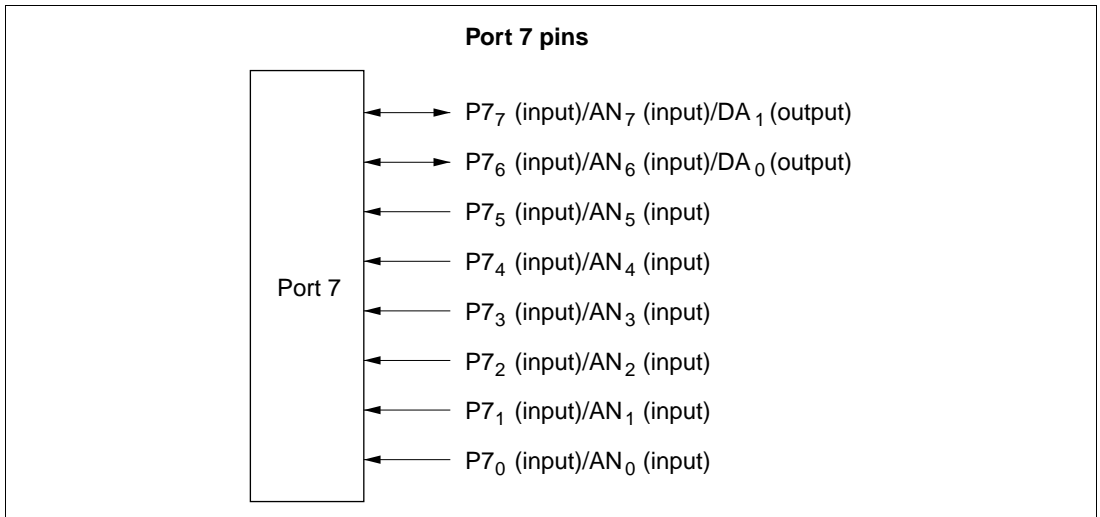 Port 7 pins
P7₇ (input)/AN₇ (input)/DA₁ (output)
P7₆ (input)/AN₆ (input)/DA₀ (output)
P7₅ (input)/AN₅ (input)
P7₄ (input)/AN₄ (input)
Port 7
P7₃ (input)/AN₃ (input)
P7₂ (input)/AN₂ (input)
P7₁ (input)/AN₁ (input)
P7₀ (input)/AN₀ (input)